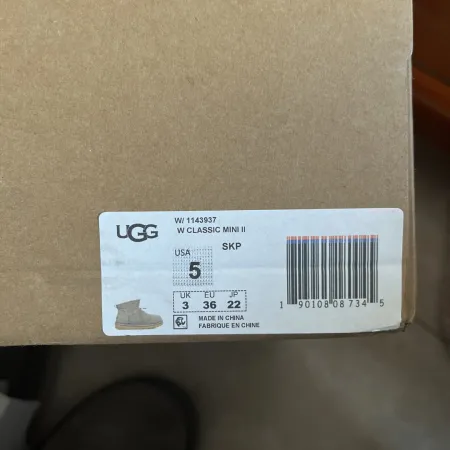 UGG
W/ 1143937
W CLASSIC MINI II
SKP
USA
5
UK EU JP
3 36 22
MADE IN CHINA
FABRIQUE EN CHINE
1 90108 08734 5